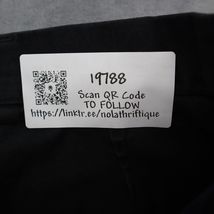 19788
Scan QR Code
TO FOLLOW
https://linktr.ee/nolathriftique